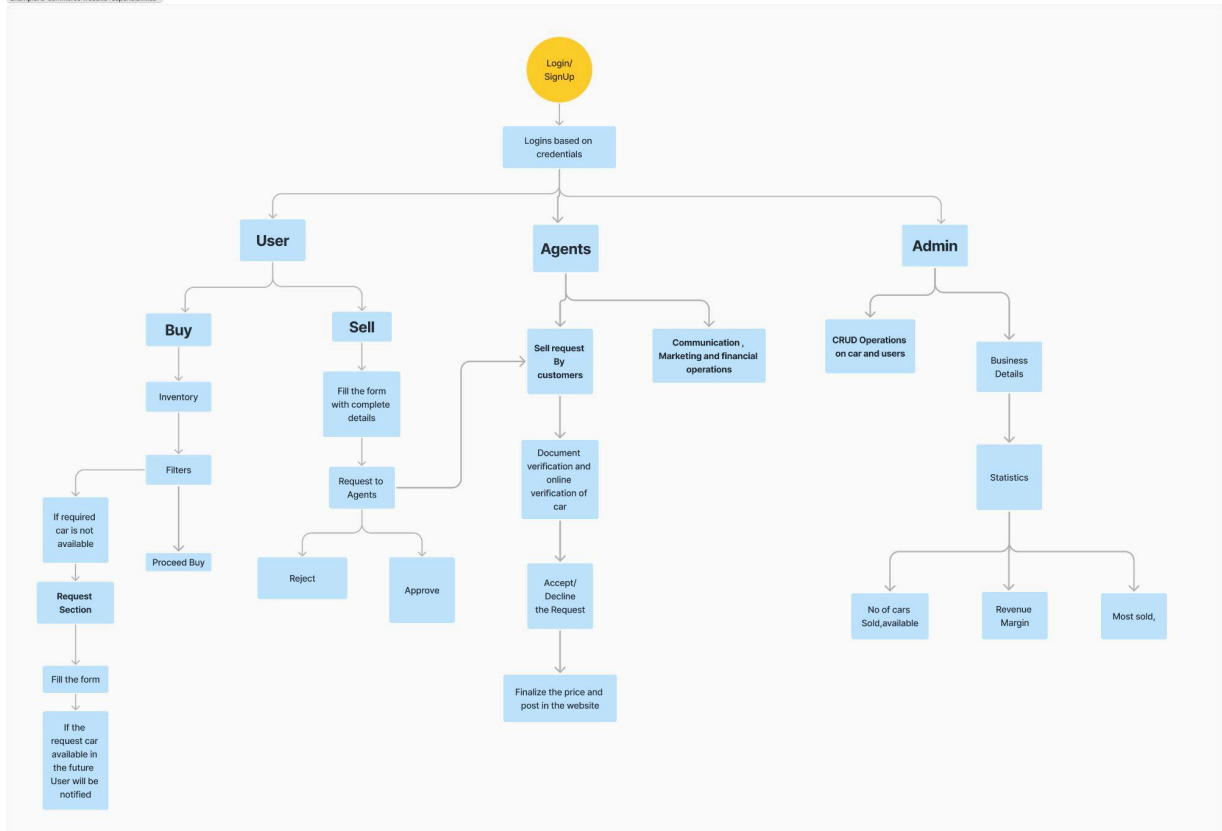 Login/
SignUp
Logins based on
credentials
User
Agents
Admin
Buy
Sell
Sell request
By
customers
Communication ,
Marketing and financial
operations
CRUD Operations
on car and users
Business
Details
Inventory
Fill the form
with complete
details
Filters
Request to
Agents
Document
verification and
online
verification of
car
Statistics
If required
car is not
available
Proceed Buy
Reject
Approve
Accept/
Decline
the Request
No of cars
Sold,available
Revenue
Margin
Most sold,
Request
Section
Fill the form
Finalize the price and
post in the website
If the
request car
available in
the future
User will be
notified